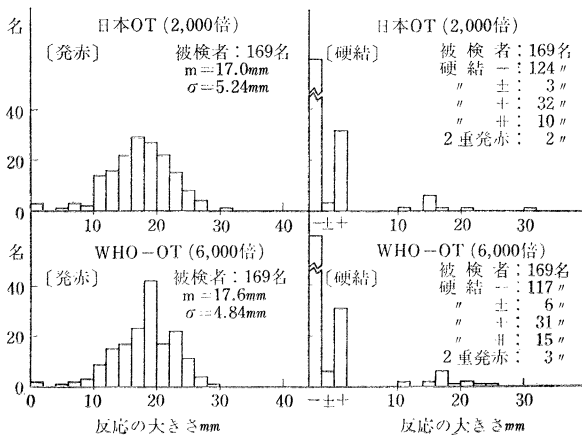 名
日本OT(2,000倍)
〔発赤〕
被検者:169名
m=17.0mm
σ=5.24mm
40
20
0
10
20
30
40
日本OT(2,000倍)
〔硬結〕
被検者:169名
硬結 −:124〃
〃 ±:3〃
〃 +:32〃
〃 ⧺:10〃
2重発赤:2〃
−±+
10
20
30
名
WHO−OT(6,000倍)
〔発赤〕
被検者:169名
m=17.6mm
σ=4.84mm
40
20
0
0
10
20
30
40
反応の大きさmm
WHO−OT(6,000倍)
〔硬結〕
被検者:169名
硬結 −:117〃
〃 ±:6〃
〃 +:31〃
〃 ⧺:15〃
2重発赤:3〃
−±+
10
20
30
反応の大きさmm